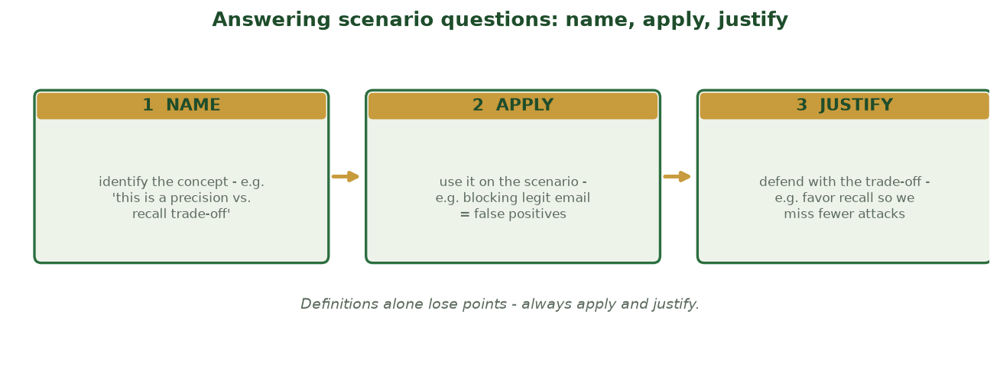 Answering scenario questions: name, apply, justify
1 NAME
identify the concept - e.g.
'this is a precision vs.
recall trade-off'
2 APPLY
use it on the scenario -
e.g. blocking legit email
= false positives
3 JUSTIFY
defend with the trade-off -
e.g. favor recall so we
miss fewer attacks
Definitions alone lose points - always apply and justify.